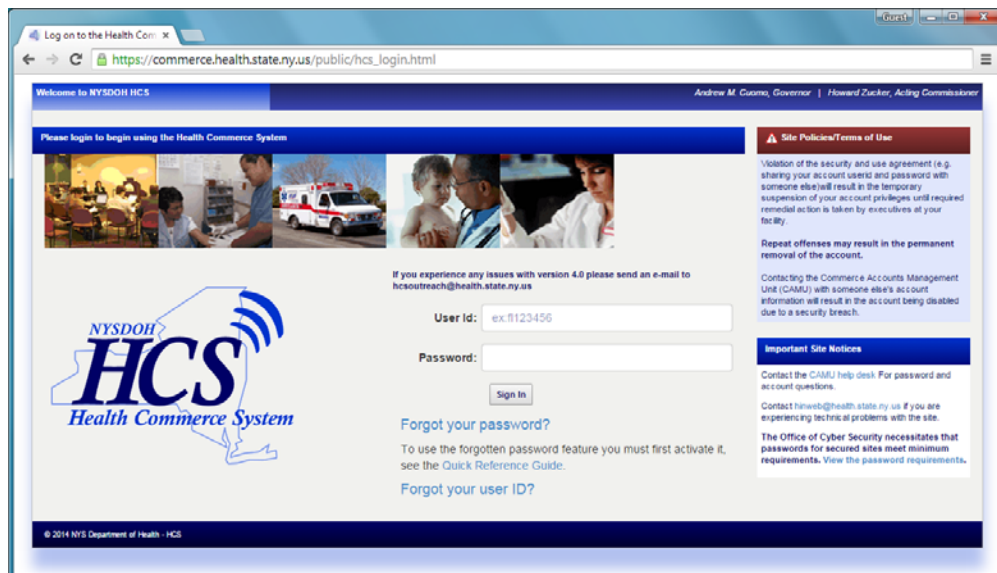 Guest
Log on to the Health Com
https://commerce.health.state.ny.us/public/hcs_login.html
Welcome to NYSDOH HCS
Andrew M. Cuomo, Governor | Howard Zucker, Acting Commissioner
Please login to begin using the Health Commerce System
If you experience any issues with version 4.0 please send an e-mail to
hcsoutreach@health.state.ny.us
User Id: ex:fl123456
Password:
Sign In
Forgot your password?
To use the forgotten password feature you must first activate it,
see the Quick Reference Guide.
Forgot your user ID?
NYSDOH
HCS
Health Commerce System
Site Policies/Terms of Use
Violation of the security and use agreement (e.g.
sharing your account userid and password with
someone else)will result in the temporary
suspension of your account privileges until required
remedial action is taken by executives at your
facility.
Repeat offenses may result in the permanent
removal of the account.
Contacting the Commerce Accounts Management
Unit (CAMU) with someone else's account
information will result in the account being disabled
due to a security breach.
Important Site Notices
Contact the CAMU help desk For password and
account questions.
Contact hinweb@health.state.ny.us if you are
experiencing technical problems with the site.
The Office of Cyber Security necessitates that
passwords for secured sites meet minimum
requirements. View the password requirements.
© 2014 NYS Department of Health - HCS